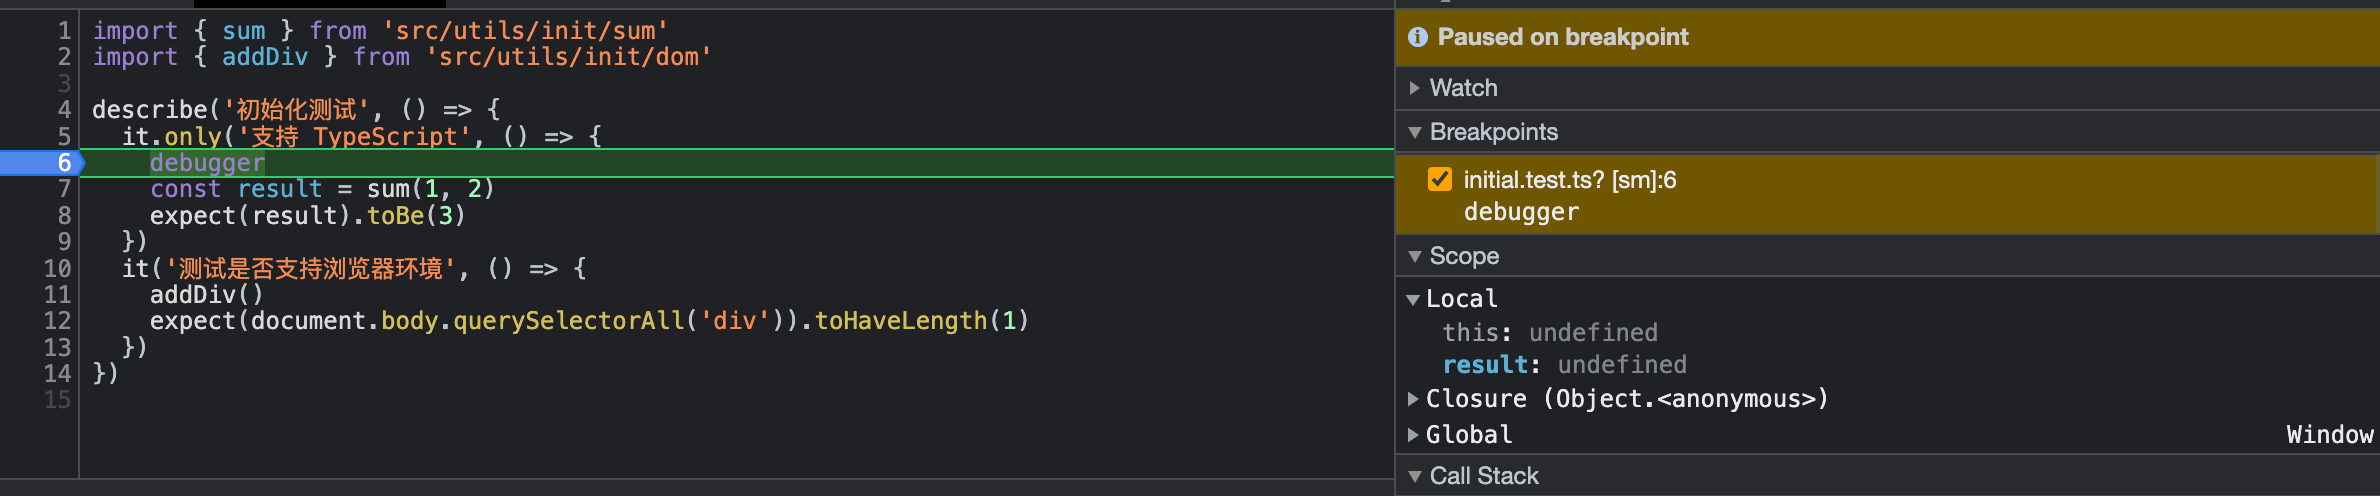 1 import { sum } from 'src/utils/init/sum'
2 import { addDiv } from 'src/utils/init/dom'
3
4 describe('初始化测试', () => {
5   it.only('支持 TypeScript', () => {
6     debugger
7     const result = sum(1, 2)
8     expect(result).toBe(3)
9   })
10   it('测试是否支持浏览器环境', () => {
11     addDiv()
12     expect(document.body.querySelectorAll('div')).toHaveLength(1)
13   })
14 })
15
Paused on breakpoint
Watch
Breakpoints
initial.test.ts? [sm]:6
debugger
Scope
Local
this: undefined
result: undefined
Closure (Object.<anonymous>)
Global Window
Call Stack